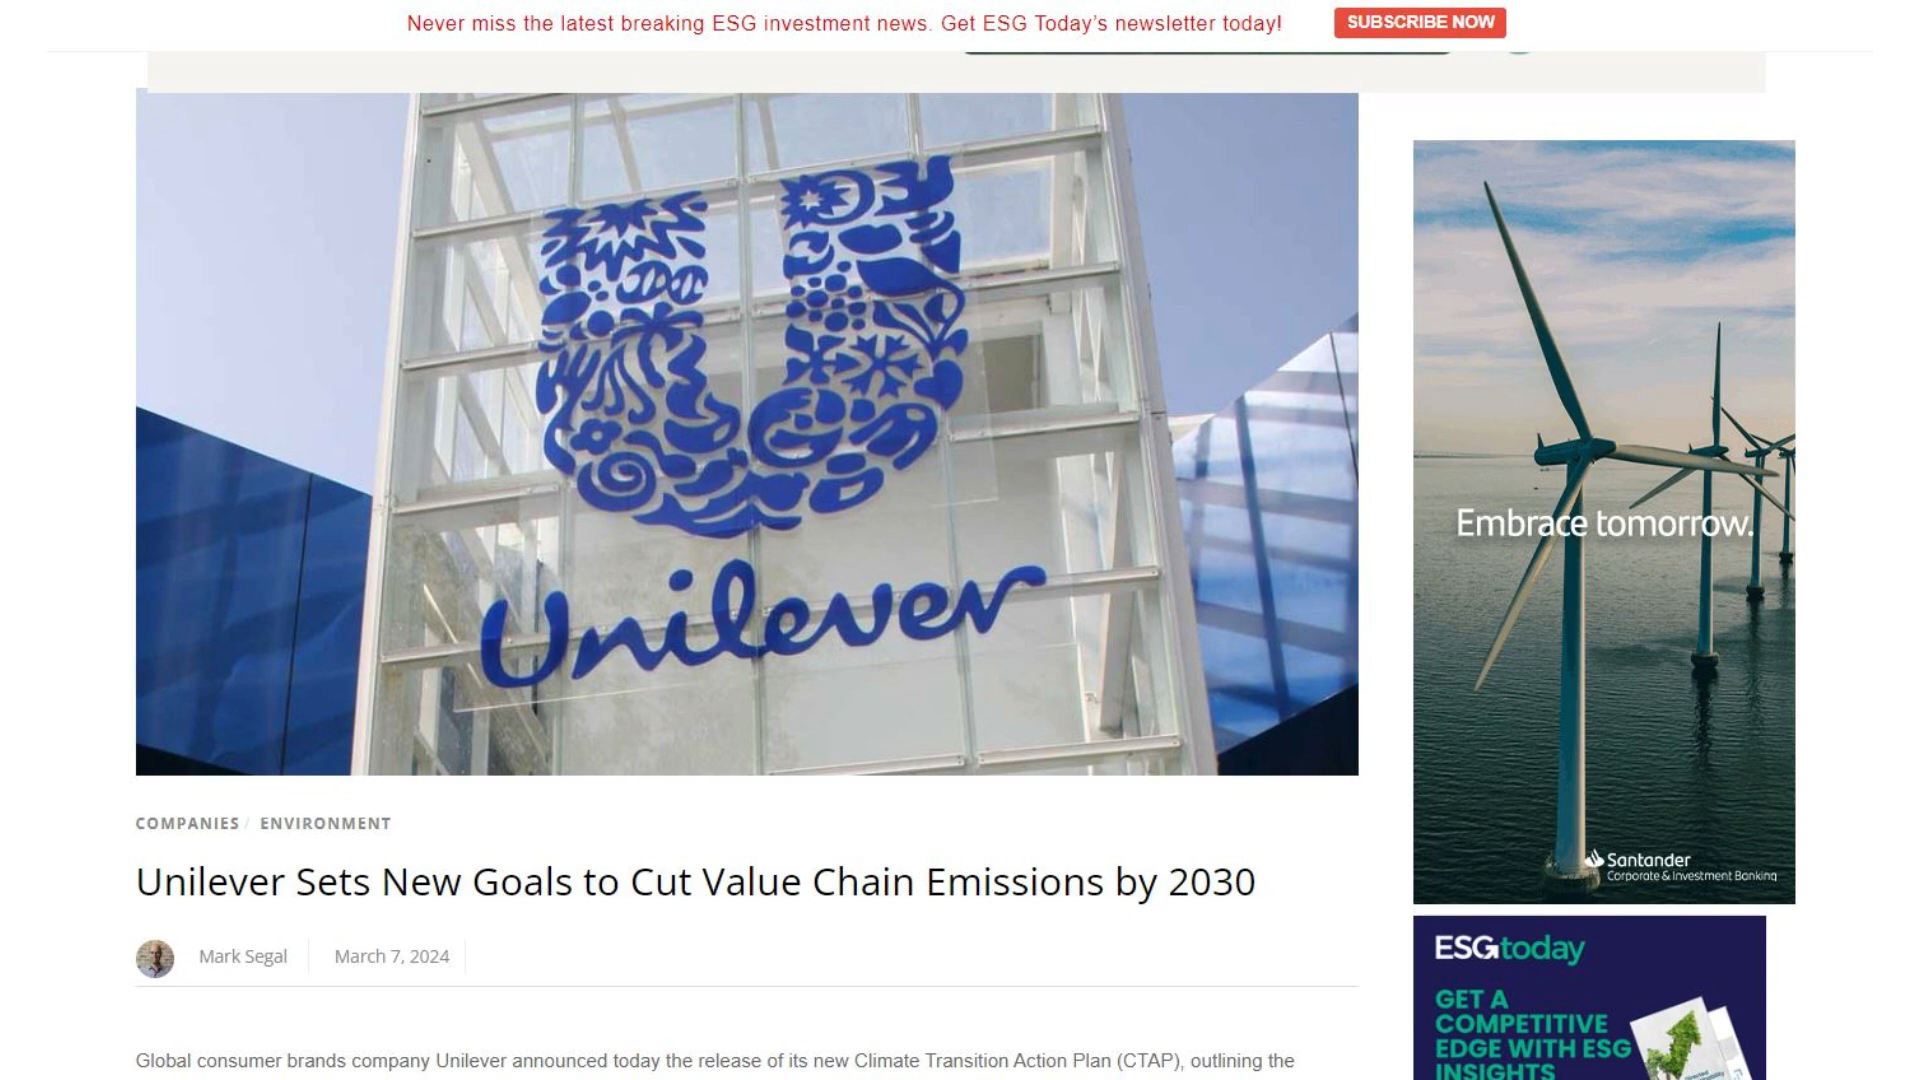 Never miss the latest breaking ESG investment news. Get ESG Today's newsletter today!
SUBSCRIBE NOW
Unilever
COMPANIES / ENVIRONMENT
Unilever Sets New Goals to Cut Value Chain Emissions by 2030
Mark Segal
March 7, 2024
Global consumer brands company Unilever announced today the release of its new Climate Transition Action Plan (CTAP), outlining the
Embrace tomorrow.
Santander
Corporate & Investment Banking
ESGtoday
GET A
COMPETITIVE
EDGE WITH ESG
INSIGHTS